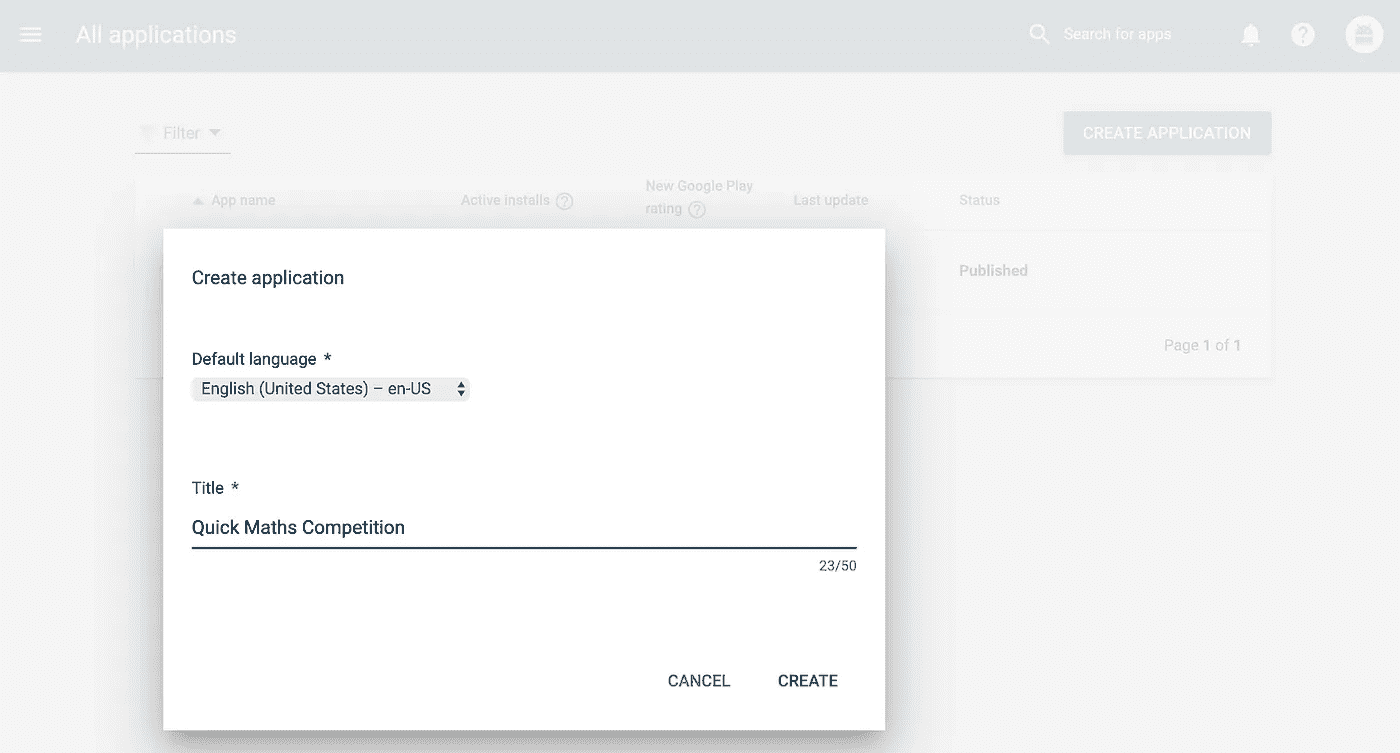 All applications
Search for apps
Filter
CREATE APPLICATION
App name
Active installs
New Google Play
rating
Last update
Status
Published
Page 1 of 1
Create application
Default language *
English (United States) – en-US
Title *
Quick Maths Competition
23/50
CANCEL CREATE